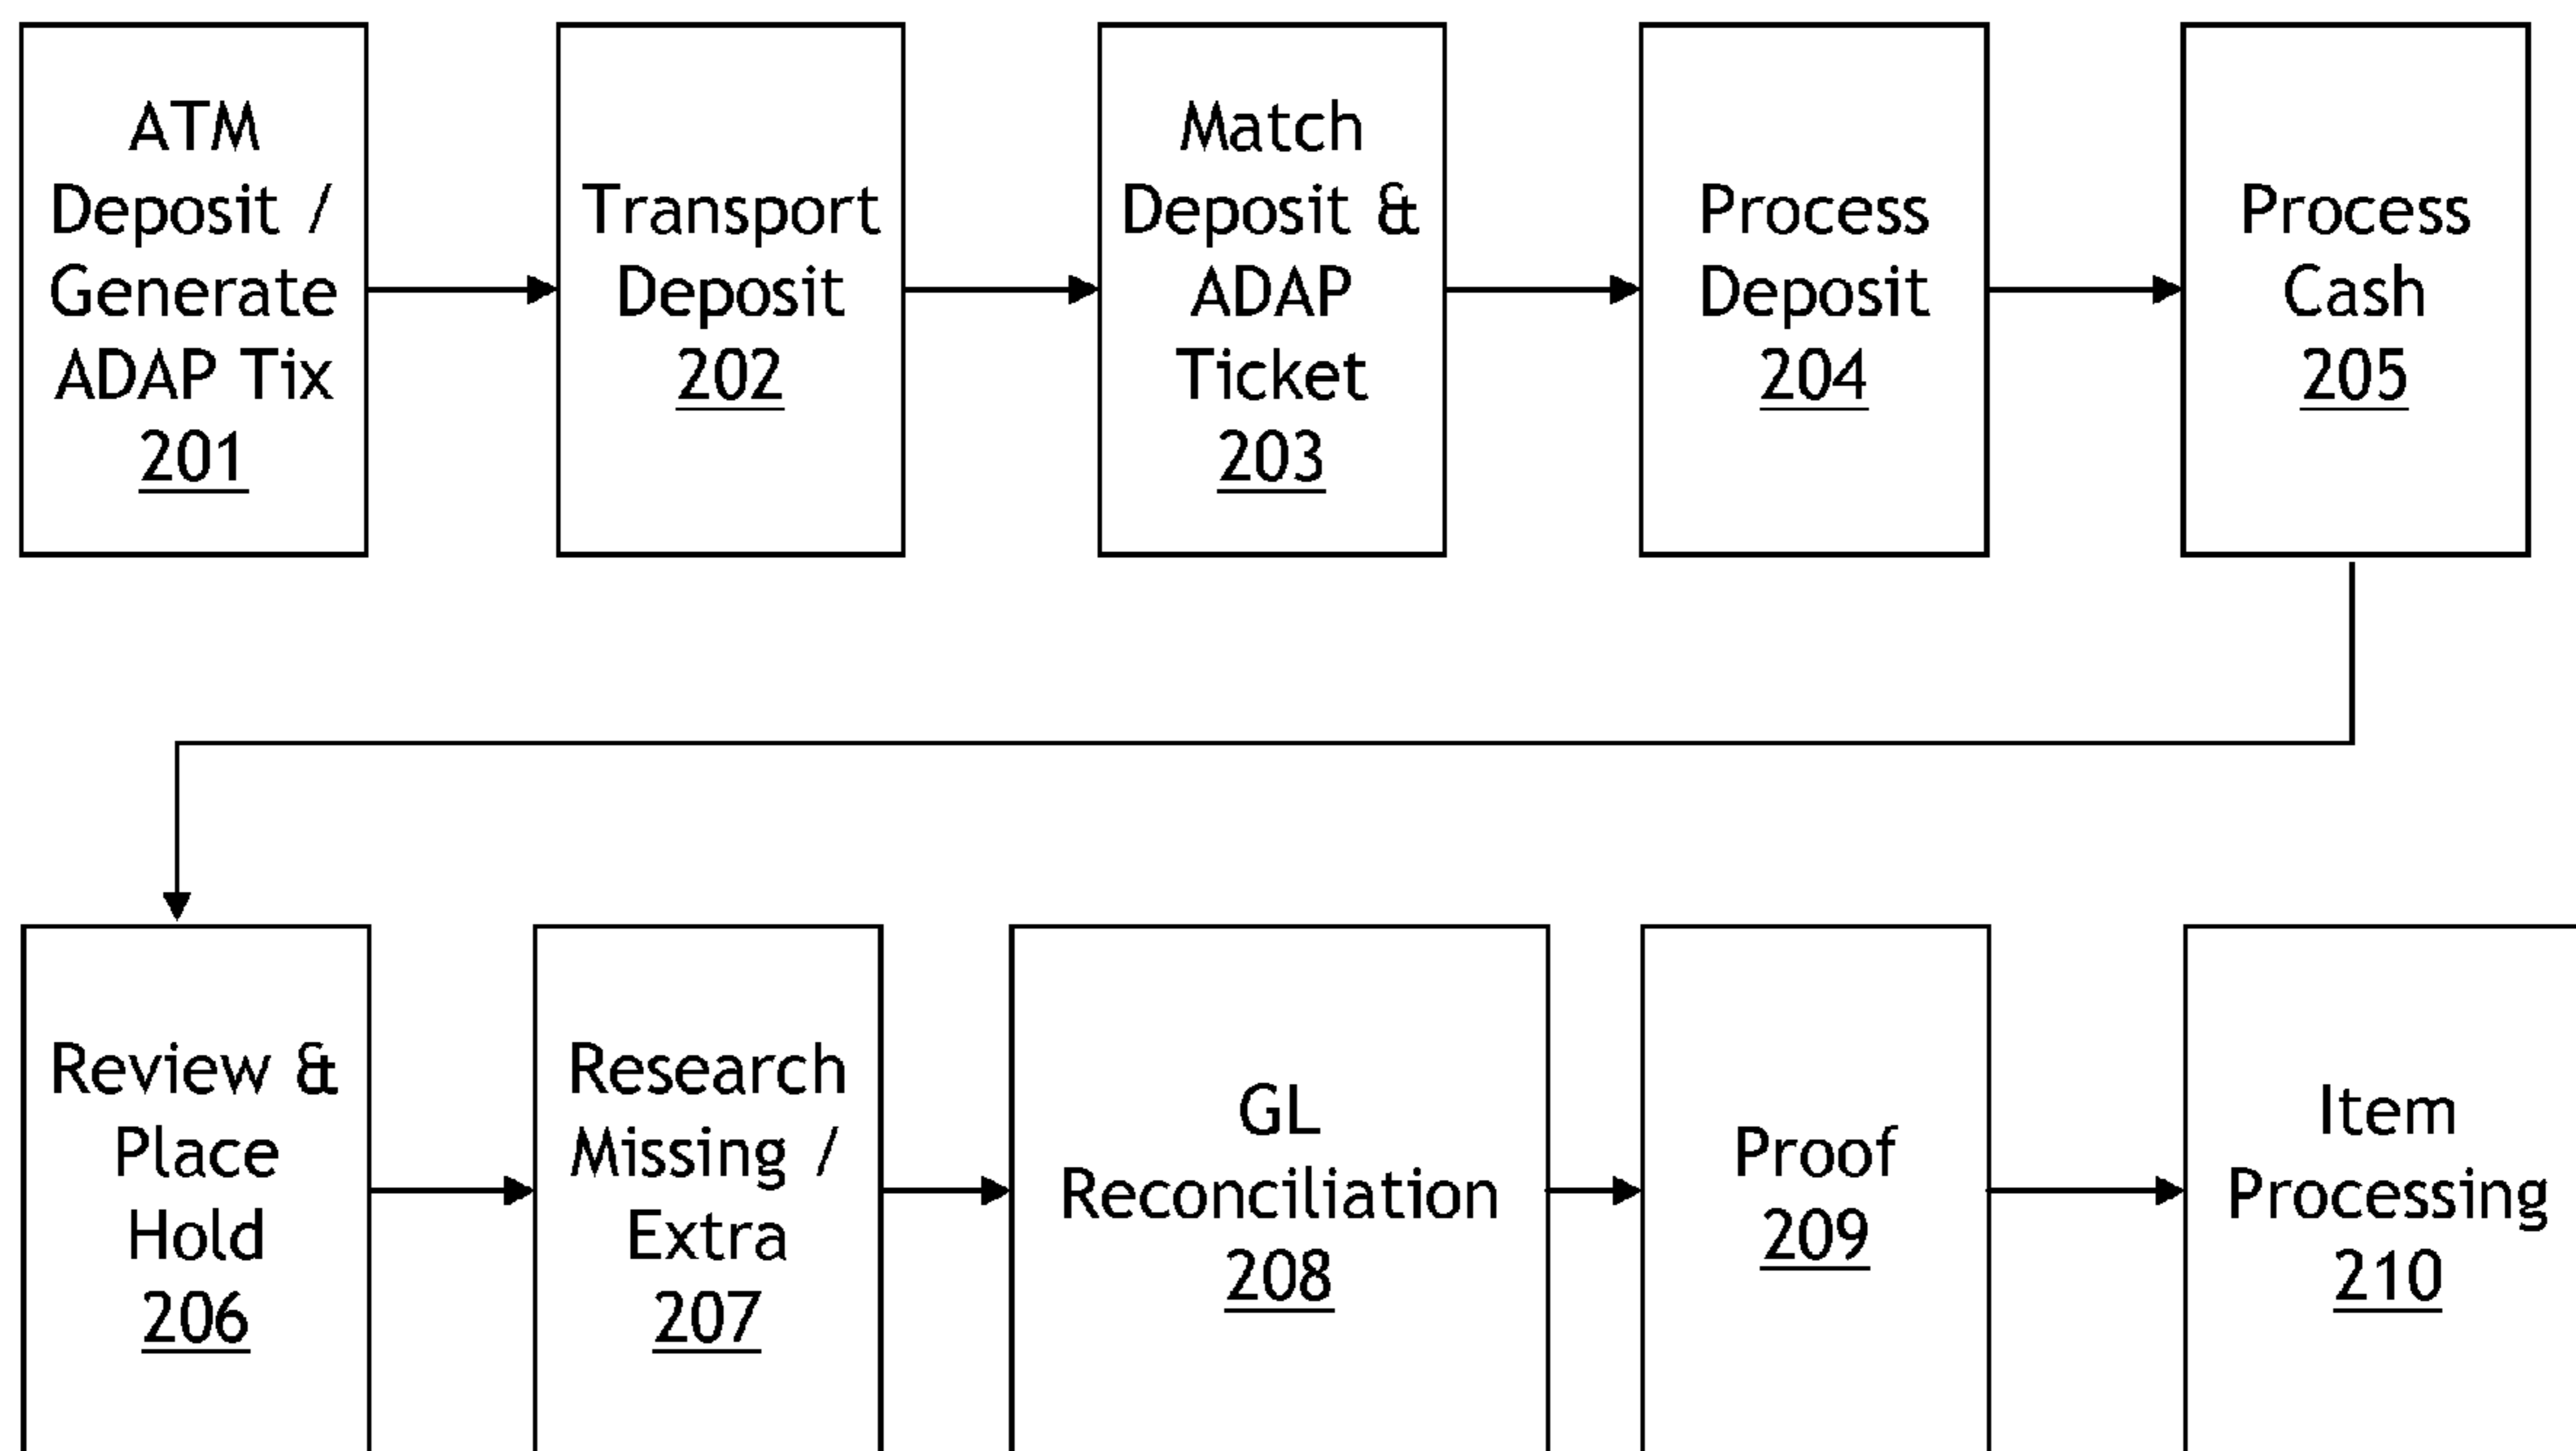 ATM
Deposit /
Generate
ADAP Tix
201
Transport
Deposit
202
Match
Deposit &
ADAP
Ticket
203
Process
Deposit
204
Process
Cash
205
Review &
Place
Hold
206
Research
Missing /
Extra
207
GL
Reconciliation
208
Proof
209
Item
Processing
210